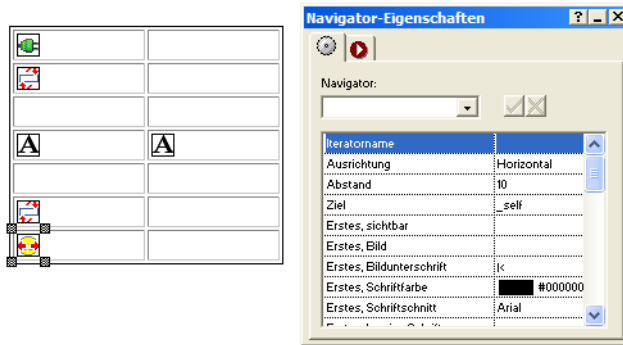 Navigator-Eigenschaften
Navigator:
A A
Iteratorname
Ausrichtung Horizontal
Abstand 10
Ziel _self
Erstes, sichtbar
Erstes, Bild
Erstes, Bildunterschrift |<
Erstes, Schriftfarbe #000000
Erstes, Schriftschnitt Arial